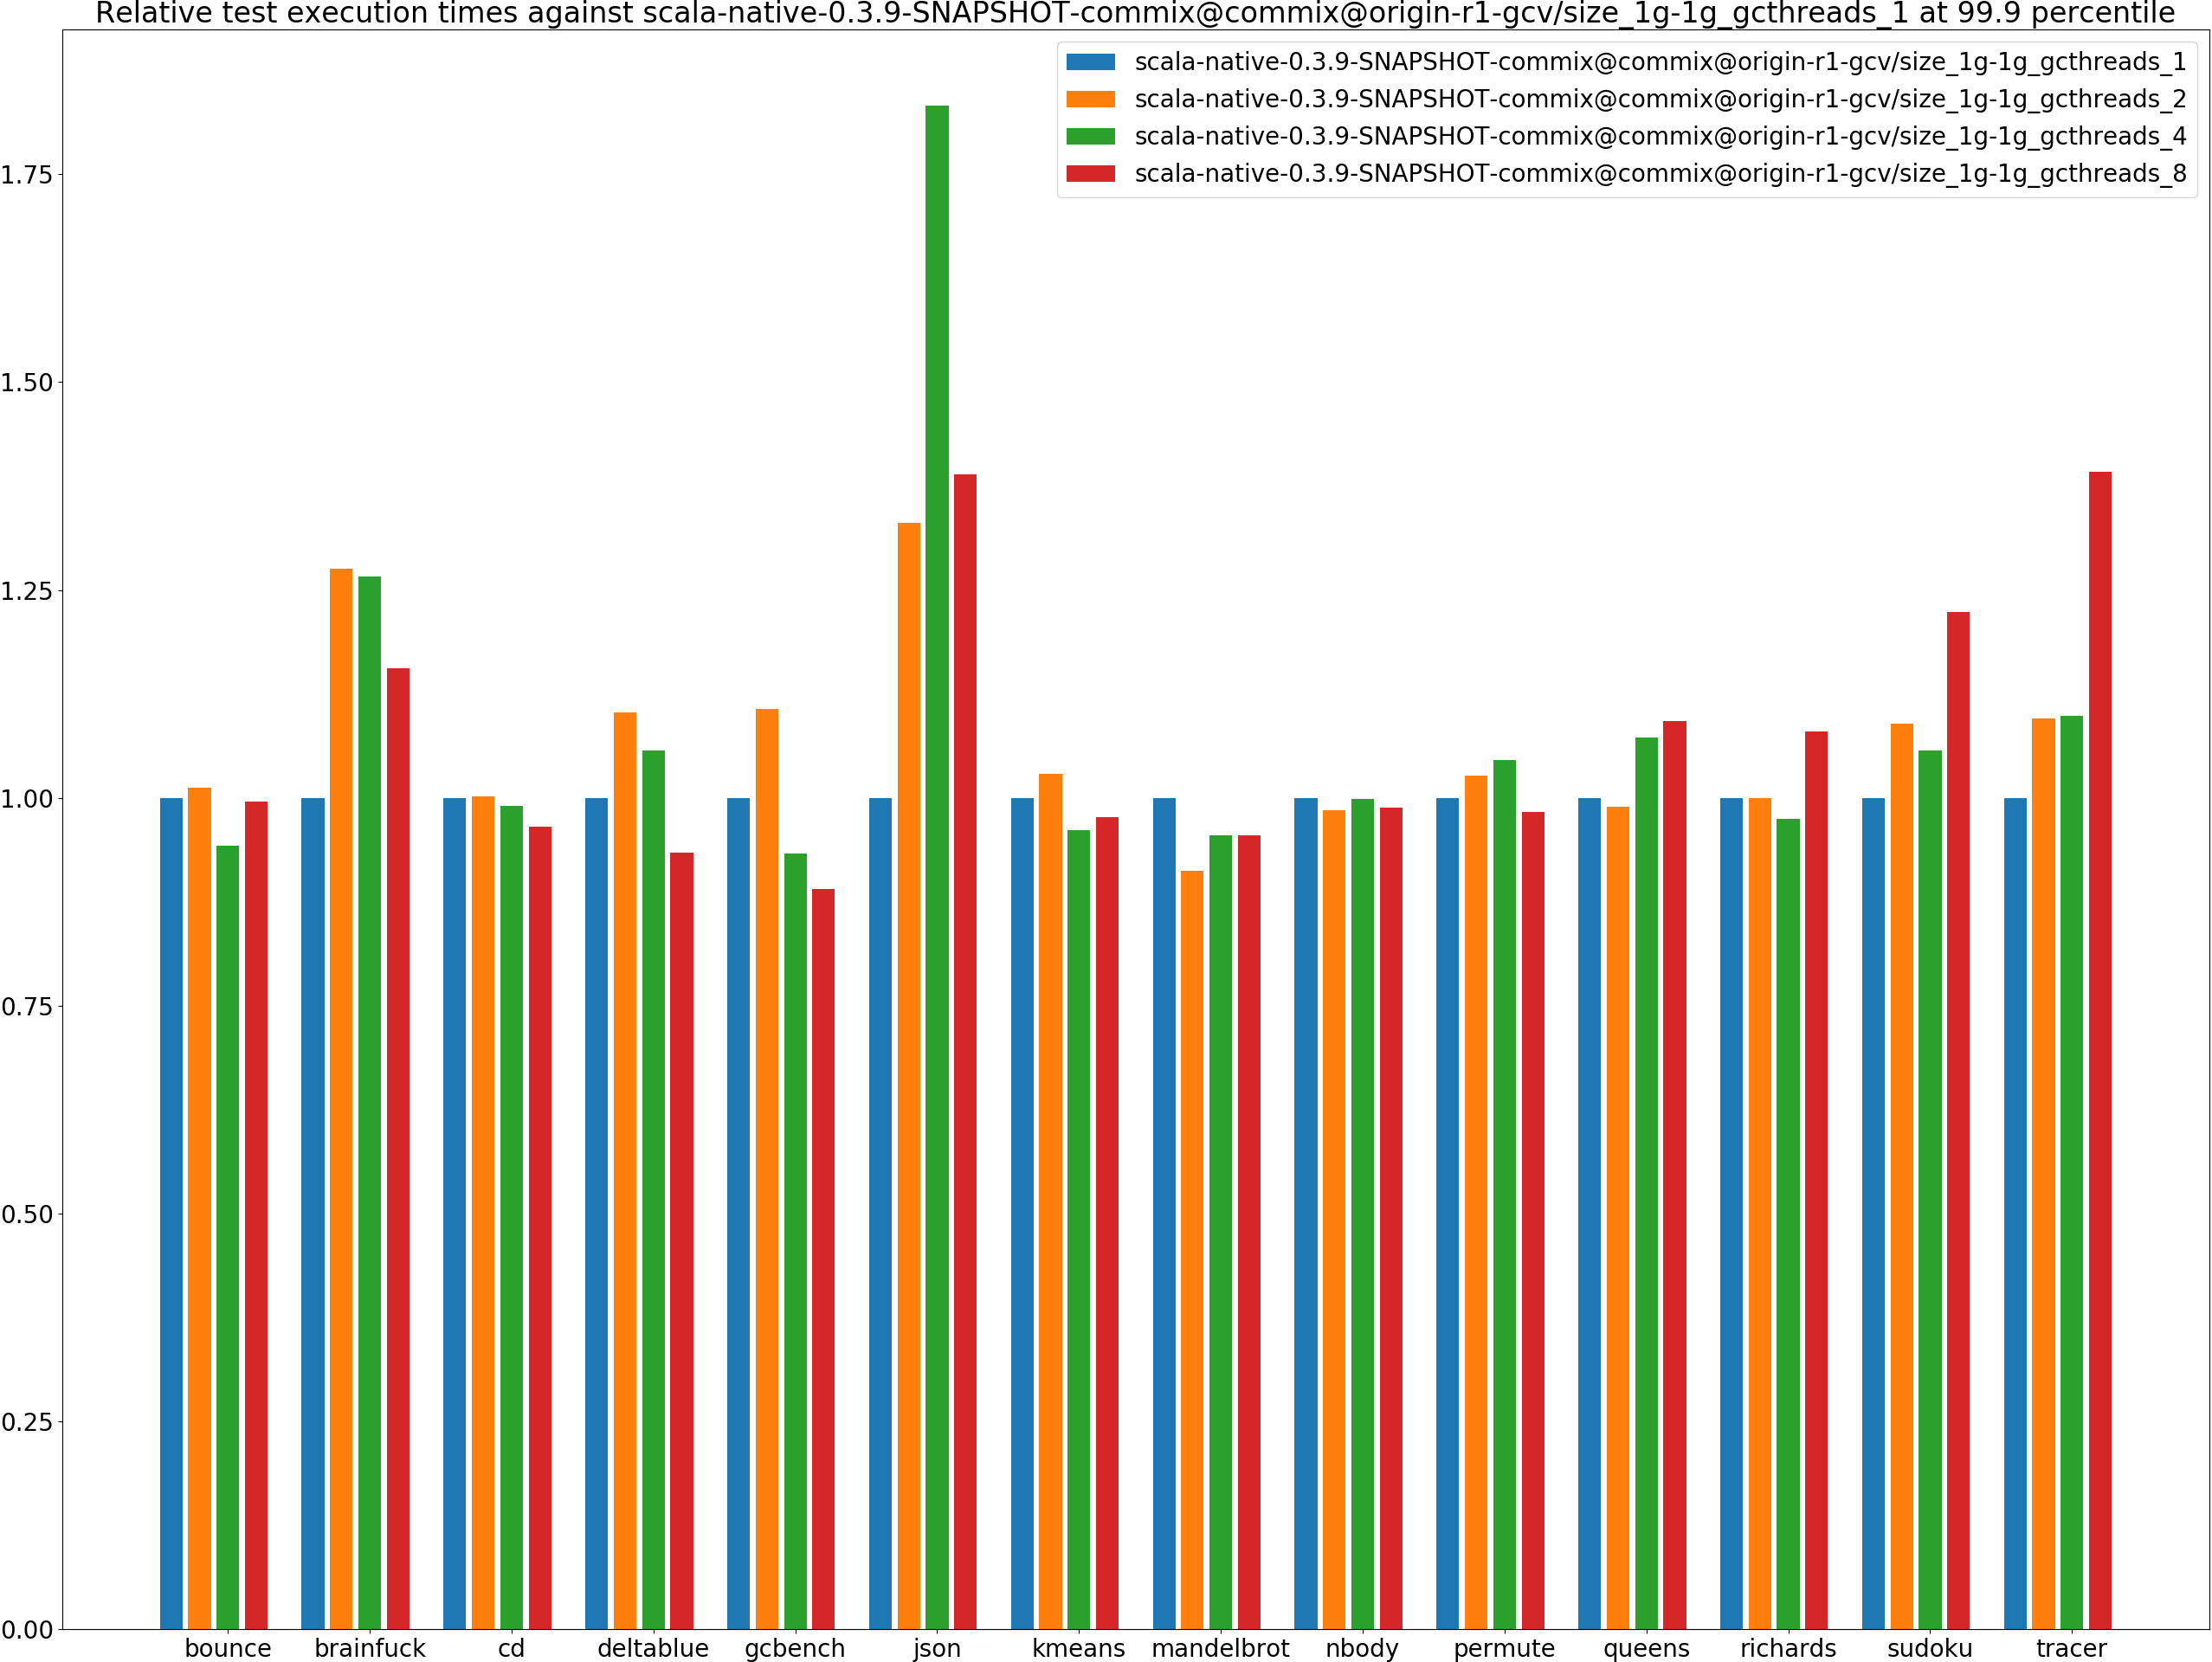 Relative test execution times against scala-native-0.3.9-SNAPSHOT-commix@commix@origin-r1-gcv/size_1g-1g_gcthreads_1 at 99.9 percentile
scala-native-0.3.9-SNAPSHOT-commix@commix@origin-r1-gcv/size_1g-1g_gcthreads_1
scala-native-0.3.9-SNAPSHOT-commix@commix@origin-r1-gcv/size_1g-1g_gcthreads_2
scala-native-0.3.9-SNAPSHOT-commix@commix@origin-r1-gcv/size_1g-1g_gcthreads_4
scala-native-0.3.9-SNAPSHOT-commix@commix@origin-r1-gcv/size_1g-1g_gcthreads_8
1.75
1.50
1.25
1.00
0.75
0.50
0.25
0.00
bounce brainfuck cd deltablue gcbench json kmeans mandelbrot nbody permute queens richards sudoku tracer